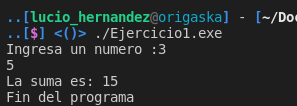 ..[lucio_hernandez@origaska] - [~/Doc
..[$] <()> ./Ejercicio1.exe
Ingresa un numero :3
5
La suma es: 15
Fin del programa